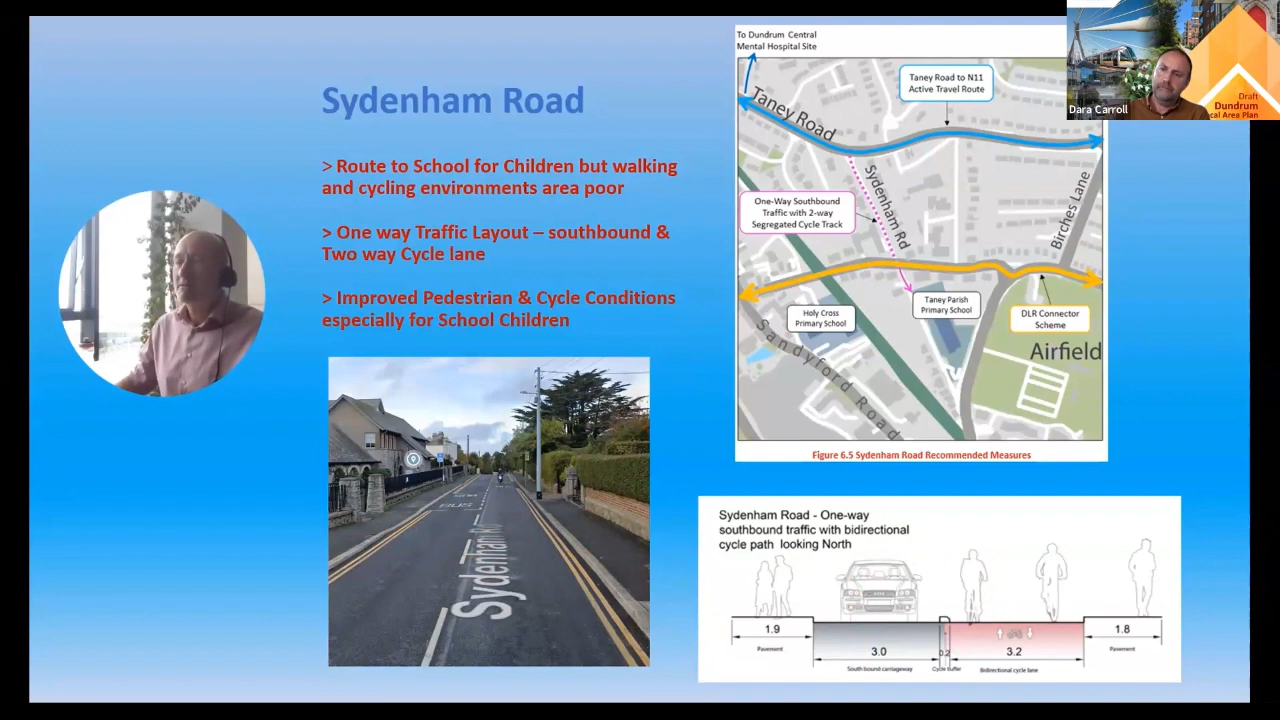 Sydenham Road
> Route to School for Children but walking
and cycling environments area poor
> One way Traffic Layout – southbound &
Two way Cycle lane
> Improved Pedestrian & Cycle Conditions
especially for School Children
Sydenham
BUS
To Dundrum Central
Mental Hospital Site
Taney Road to N11
Active Travel Route
Taney Road
Sydenham Rd
One-Way Southbound
Traffic with 2-way
Segregated Cycle Track
Birches Lane
Holy Cross
Primary School
Taney Parish
Primary School
DLR Connector
Scheme
Airfield
Sandyford Road
Figure 6.5 Sydenham Road Recommended Measures
Sydenham Road - One-way
southbound traffic with bidirectional
cycle path looking North
1.9
Pavement
3.0
South bound carriageway
0.2
Cycle buffer
3.2
Bidirectional cycle lane
1.8
Pavement
Dara Carroll
Draft
Dundrum
cal Area Plan